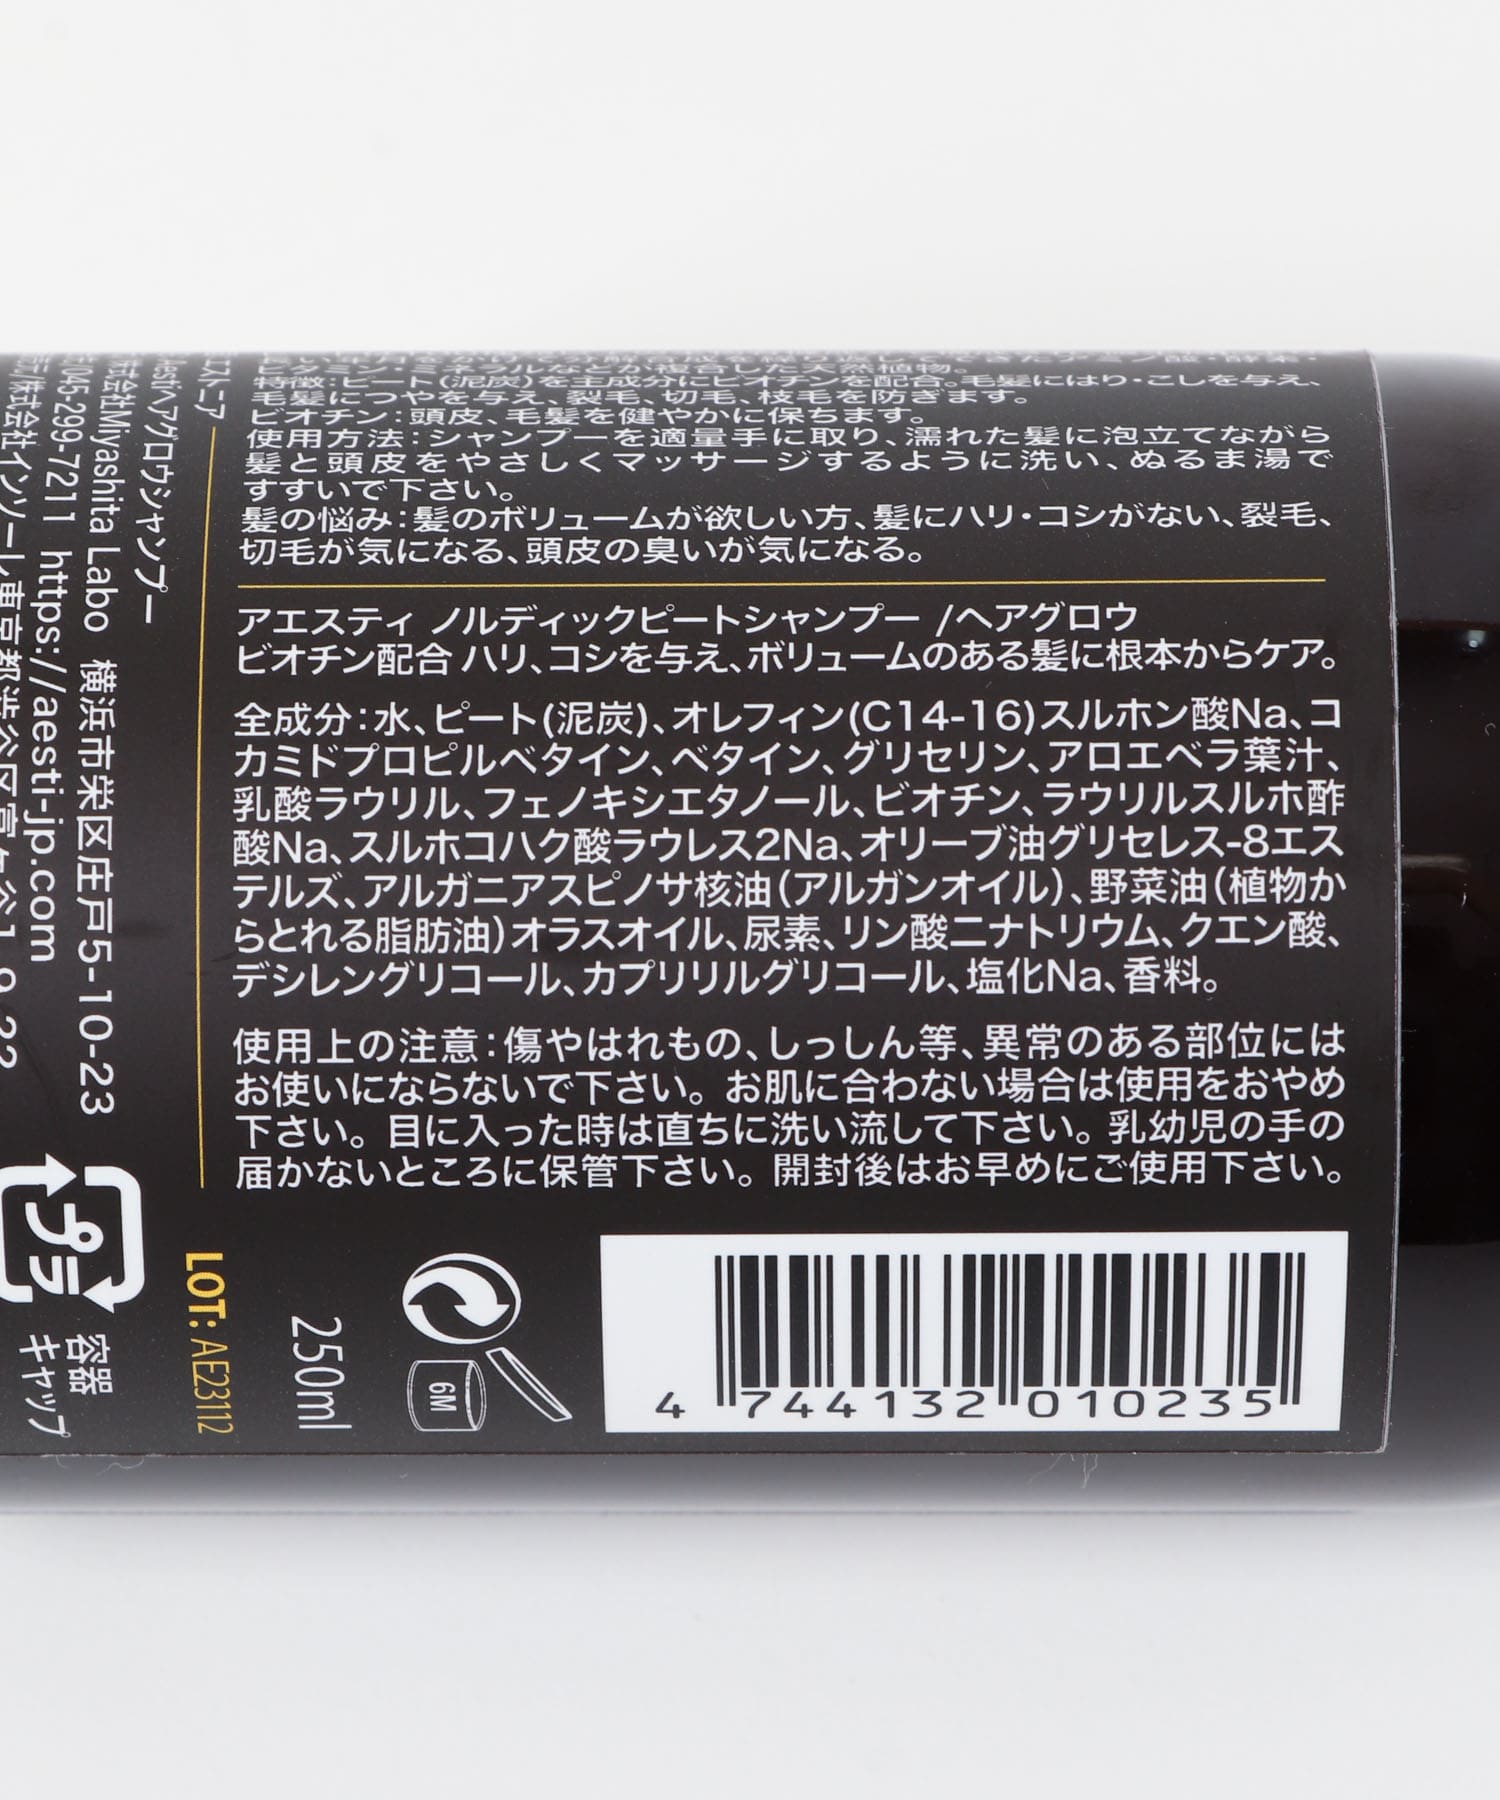 ビタミン・ミネラルなどが複合した天然植物。
特徴：ピート(泥炭)を主成分にビオチンを配合。毛髪にはり・こしを与え、
毛髪につやを与え、裂毛、切毛、枝毛を防ぎます。
ビオチン：頭皮、毛髪を健やかに保ちます。
使用方法：シャンプーを適量手に取り、濡れた髪に泡立てながら
髪と頭皮をやさしくマッサージするように洗い、ぬるま湯で
すすいで下さい。
髪の悩み：髪のボリュームが欲しい方、髪にハリ・コシがない、裂毛、
切毛が気になる、頭皮の臭いが気になる。
アエスティ ノルディックピートシャンプー /ヘアグロウ
ビオチン配合 ハリ、コシを与え、ボリュームのある髪に根本からケア。
全成分：水、ピート(泥炭)、オレフィン(C14-16)スルホン酸Na、コ
カミドプロピルベタイン、ベタイン、グリセリン、アロエベラ葉汁、
乳酸ラウリル、フェノキシエタノール、ビオチン、ラウリルスルホ酢
酸Na、スルホコハク酸ラウレス2Na、オリーブ油グリセレス-8エス
テルズ、アルガニアスピノサ核油(アルガンオイル)、野菜油(植物か
らとれる脂肪油)オラスオイル、尿素、リン酸二ナトリウム、クエン酸、
デシレングリコール、カプリリルグリコール、塩化Na、香料。
使用上の注意：傷やはれもの、しっしん等、異常のある部位には
お使いにならないで下さい。お肌に合わない場合は使用をおやめ
下さい。目に入った時は直ちに洗い流して下さい。乳幼児の手の
届かないところに保管下さい。開封後はお早めにご使用下さい。
エストニア
Aestiヘアグロウシャンプー
株式会社Miyashita Labo 横浜市栄区庄戸5-10-23
045-299-7211 https://aesti-jp.com
プラ
容器
キャップ
LOT: AE23112
250ml
6M
4 744132 010235